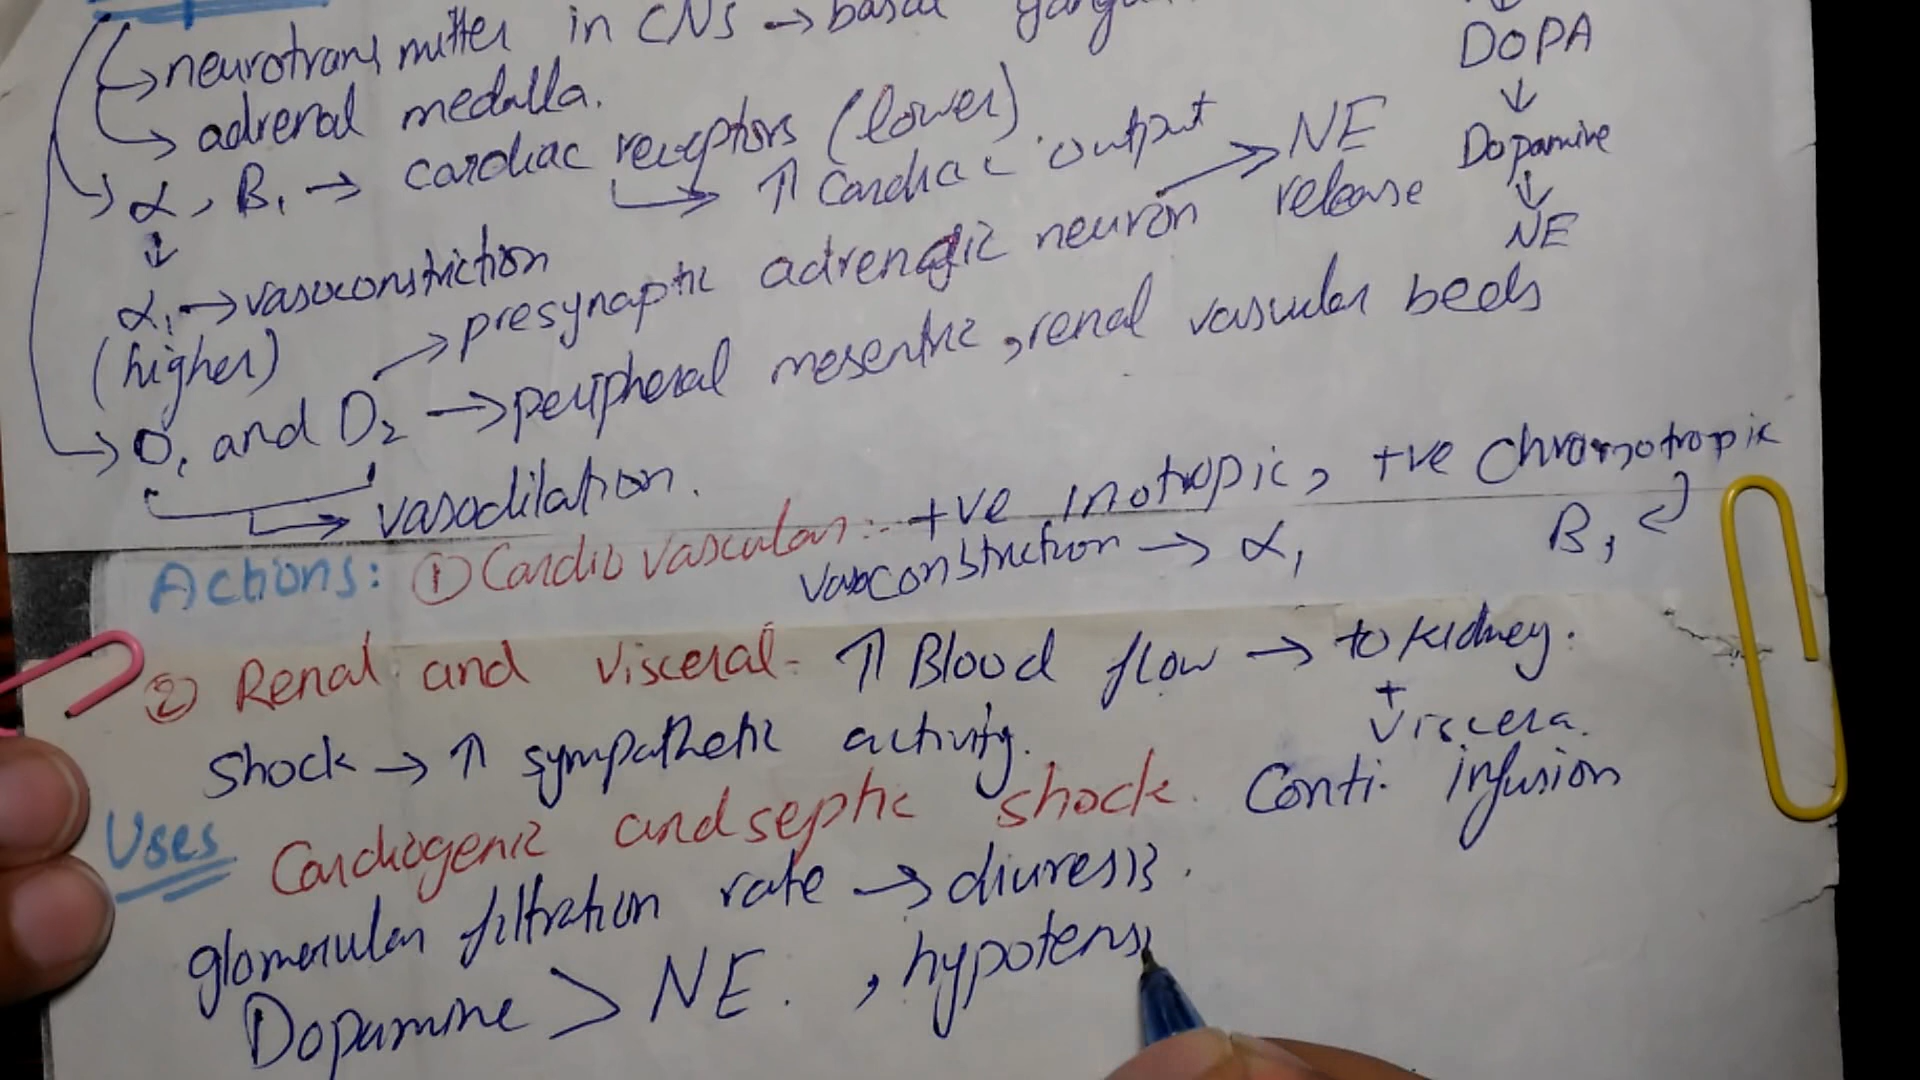 neurotransmitter in CNS → basal
adrenal medulla.
α, B₁ → cardiac receptors (lower)
↑ Cardiac output
↓
α₁ → vasoconstriction
(higher)
→ presynaptic adrenergic neuron → NE release
D₁ and D₂ → peripheral mesentric, renal vascular beds
→ vasodilation.
DOPA
↓
Dopamine
↓
NE
Actions: ① Cardiovascular:- +ve inotropic, +ve Chronotropic
vasoconstriction → α₁ B₁
② Renal and visceral- ↑ Blood flow → to kidney.
+
viscera.
Shock → ↑ sympathetic activity.
Uses Cardiogenic and septic shock. Conti. infusion
glomerular filtration rate → diuresis.
Dopamine > NE. , hypotensi